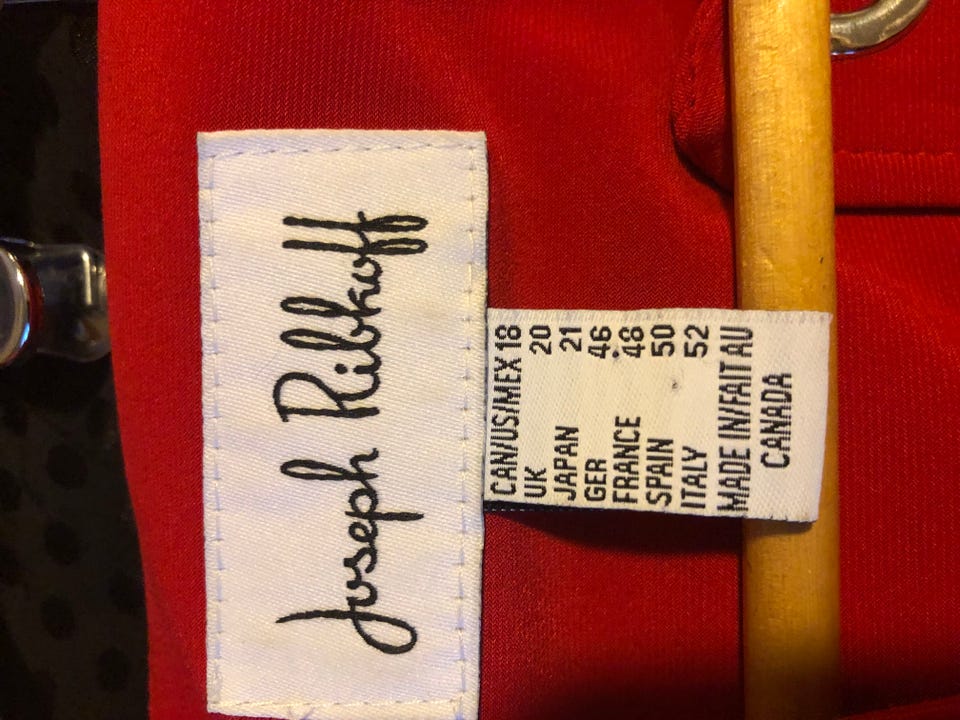 Joseph Ribkoff
CAN/US/MEX 18
UK 20
JAPAN 21
GER 46
FRANCE 48
SPAIN 50
ITALY 52
MADE IN/FAIT AU
CANADA